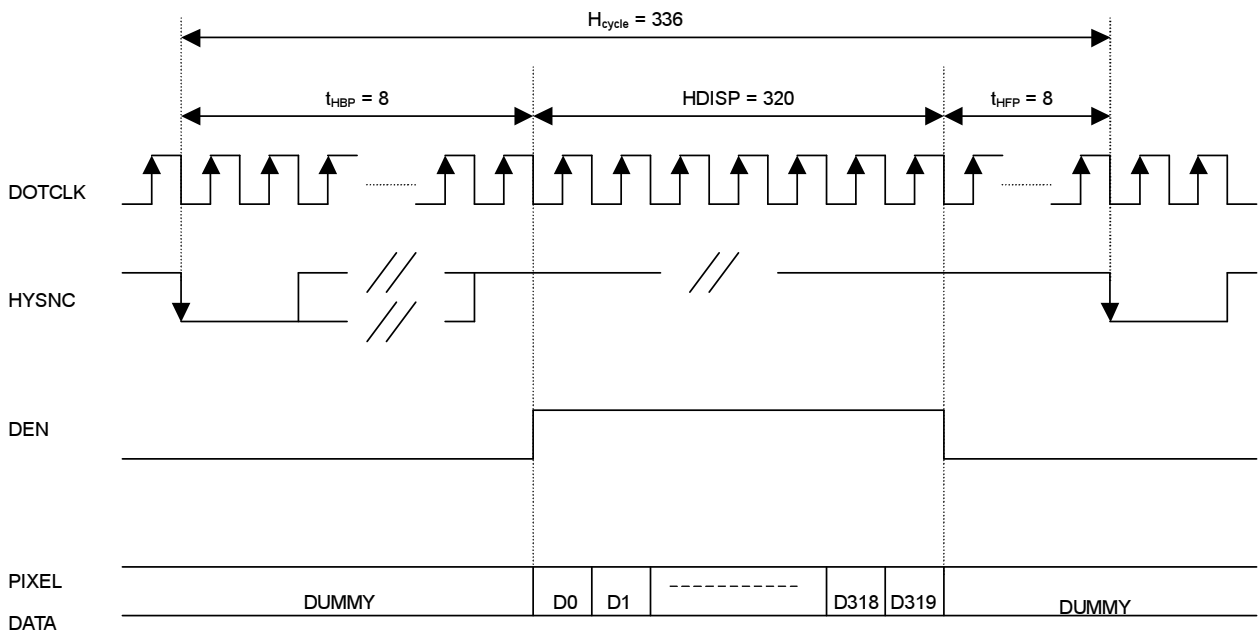 Hcycle = 336
tHBP = 8
HDISP = 320
tHFP = 8
DOTCLK
HYSNC
DEN
PIXEL
DATA
DUMMY
D0
D1
D318
D319
DUMMY